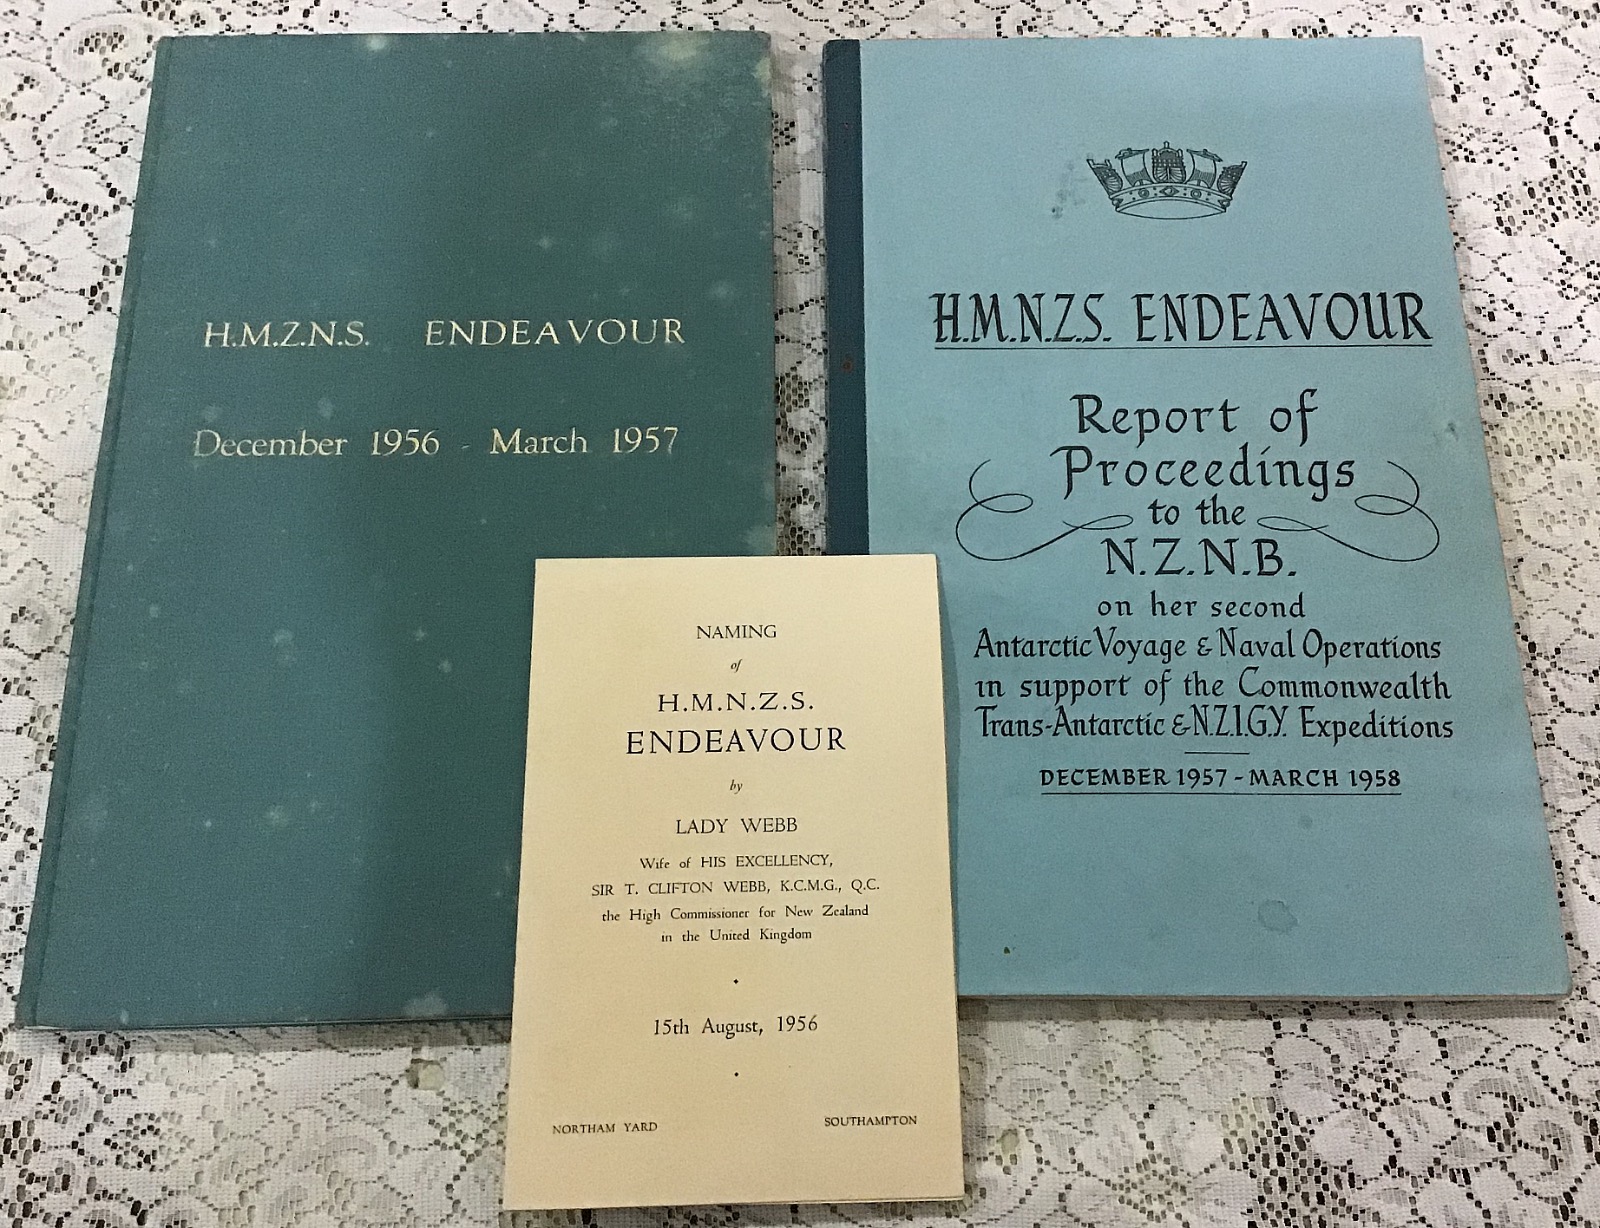 H.M.Z.N.S. ENDEAVOUR
December 1956 - March 1957
H.M.N.Z.S. ENDEAVOUR
Report of
Proceedings
to the
N.Z.N.B.
on her second
Antarctic Voyage & Naval Operations
in support of the Commonwealth
Trans-Antarctic & N.Z.I.G.Y. Expeditions
DECEMBER 1957 - MARCH 1958
NAMING
of
H.M.N.Z.S.
ENDEAVOUR
by
LADY WEBB
Wife of HIS EXCELLENCY,
SIR T. CLIFTON WEBB, K.C.M.G., Q.C.
the High Commissioner for New Zealand
in the United Kingdom
15th August, 1956
NORTHAM YARD SOUTHAMPTON